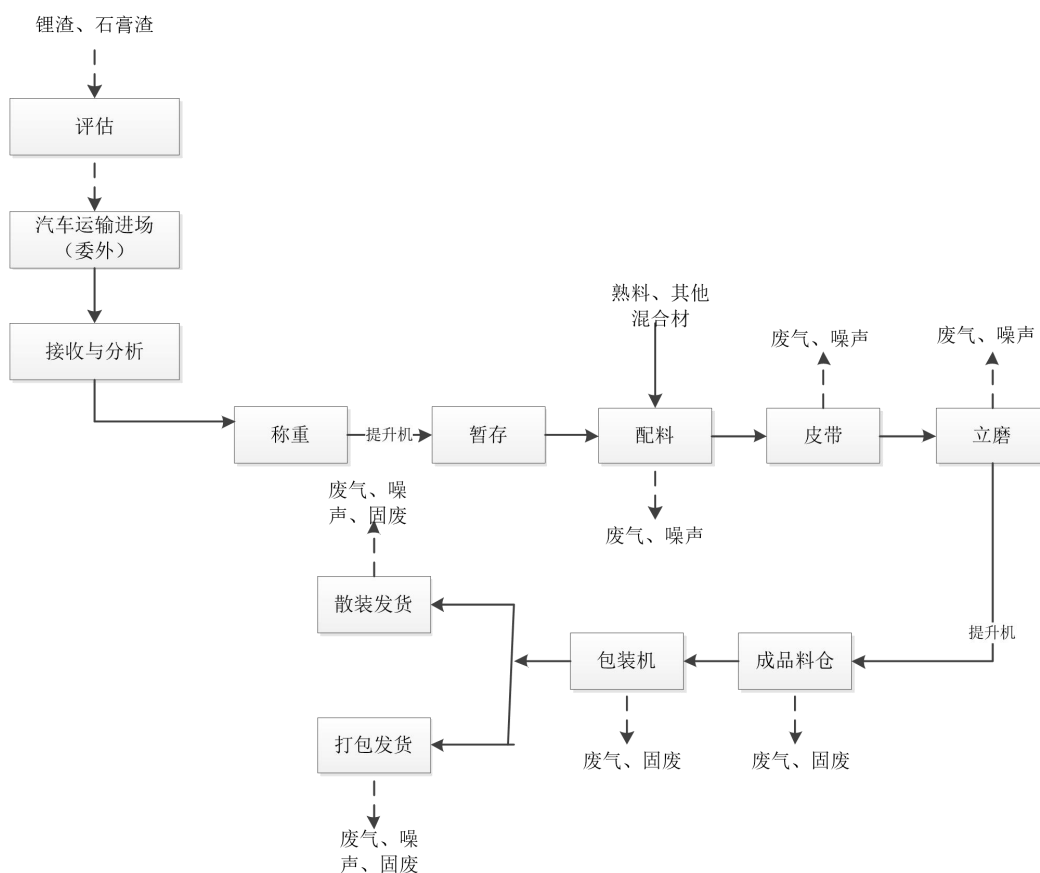 锂渣、石膏渣
评估
汽车运输进场
（委外）
接收与分析
熟料、其他
混合材
废气、噪声
废气、噪声
称重
提升机
暂存
配料
皮带
立磨
废气、噪
声、固废
废气、噪声
散装发货
提升机
包装机
成品料仓
打包发货
废气、固废
废气、固废
废气、噪
声、固废